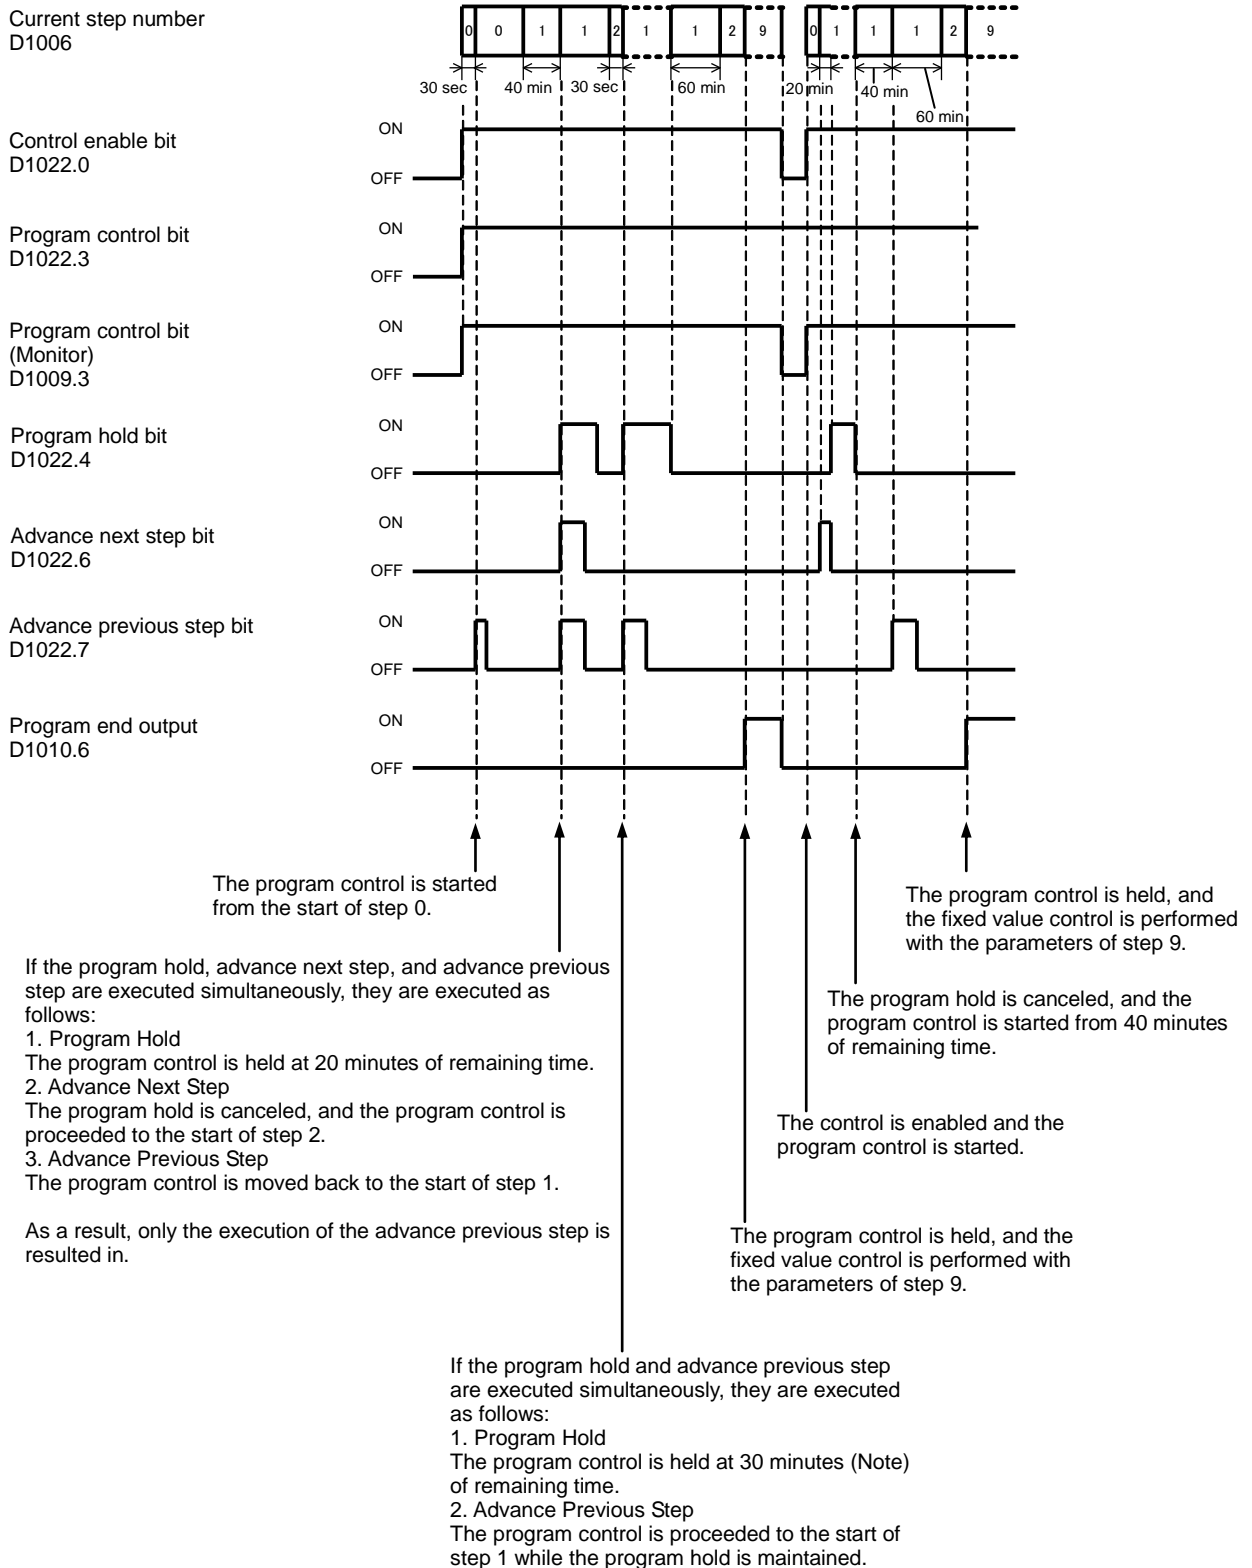 Current step number
D1006
0 0 1 1 2 1 1 2 9 0 1 1 1 2 9
30 sec 40 min 30 sec 60 min 20 min 40 min
60 min
Control enable bit
D1022.0
ON
OFF
Program control bit
D1022.3
ON
OFF
Program control bit
(Monitor)
D1009.3
ON
OFF
Program hold bit
D1022.4
ON
OFF
Advance next step bit
D1022.6
ON
OFF
Advance previous step bit
D1022.7
ON
OFF
Program end output
D1010.6
ON
OFF
The program control is started
from the start of step 0.
The program control is held, and
the fixed value control is performed
with the parameters of step 9.
If the program hold, advance next step, and advance previous
step are executed simultaneously, they are executed as
follows:
1. Program Hold
The program control is held at 20 minutes of remaining time.
2. Advance Next Step
The program hold is canceled, and the program control is
proceeded to the start of step 2.
3. Advance Previous Step
The program control is moved back to the start of step 1.
As a result, only the execution of the advance previous step is
resulted in.
The program hold is canceled, and the
program control is started from 40 minutes
of remaining time.
The control is enabled and the
program control is started.
The program control is held, and the
fixed value control is performed with
the parameters of step 9.
If the program hold and advance previous step
are executed simultaneously, they are executed
as follows:
1. Program Hold
The program control is held at 30 minutes (Note)
of remaining time.
2. Advance Previous Step
The program control is proceeded to the start of
step 1 while the program hold is maintained.